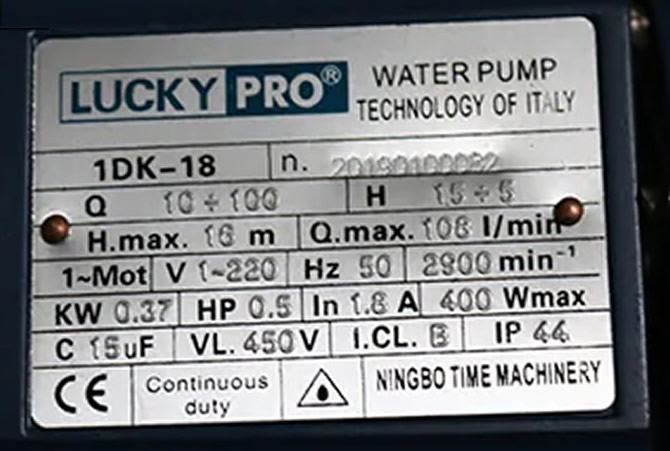 LUCKY PRO® WATER PUMP
TECHNOLOGY OF ITALY
1DK-18 n.
Q 10÷100 H 15÷5
H.max. 16 m Q.max. 108 l/min
1~Mot V 1~220 Hz 50 2900 min⁻¹
KW 0.37 HP 0.5 In 1.8 A 400 Wmax
C 15uF VL. 450V I.CL. B IP 44
CE Continuous duty NINGBO TIME MACHINERY